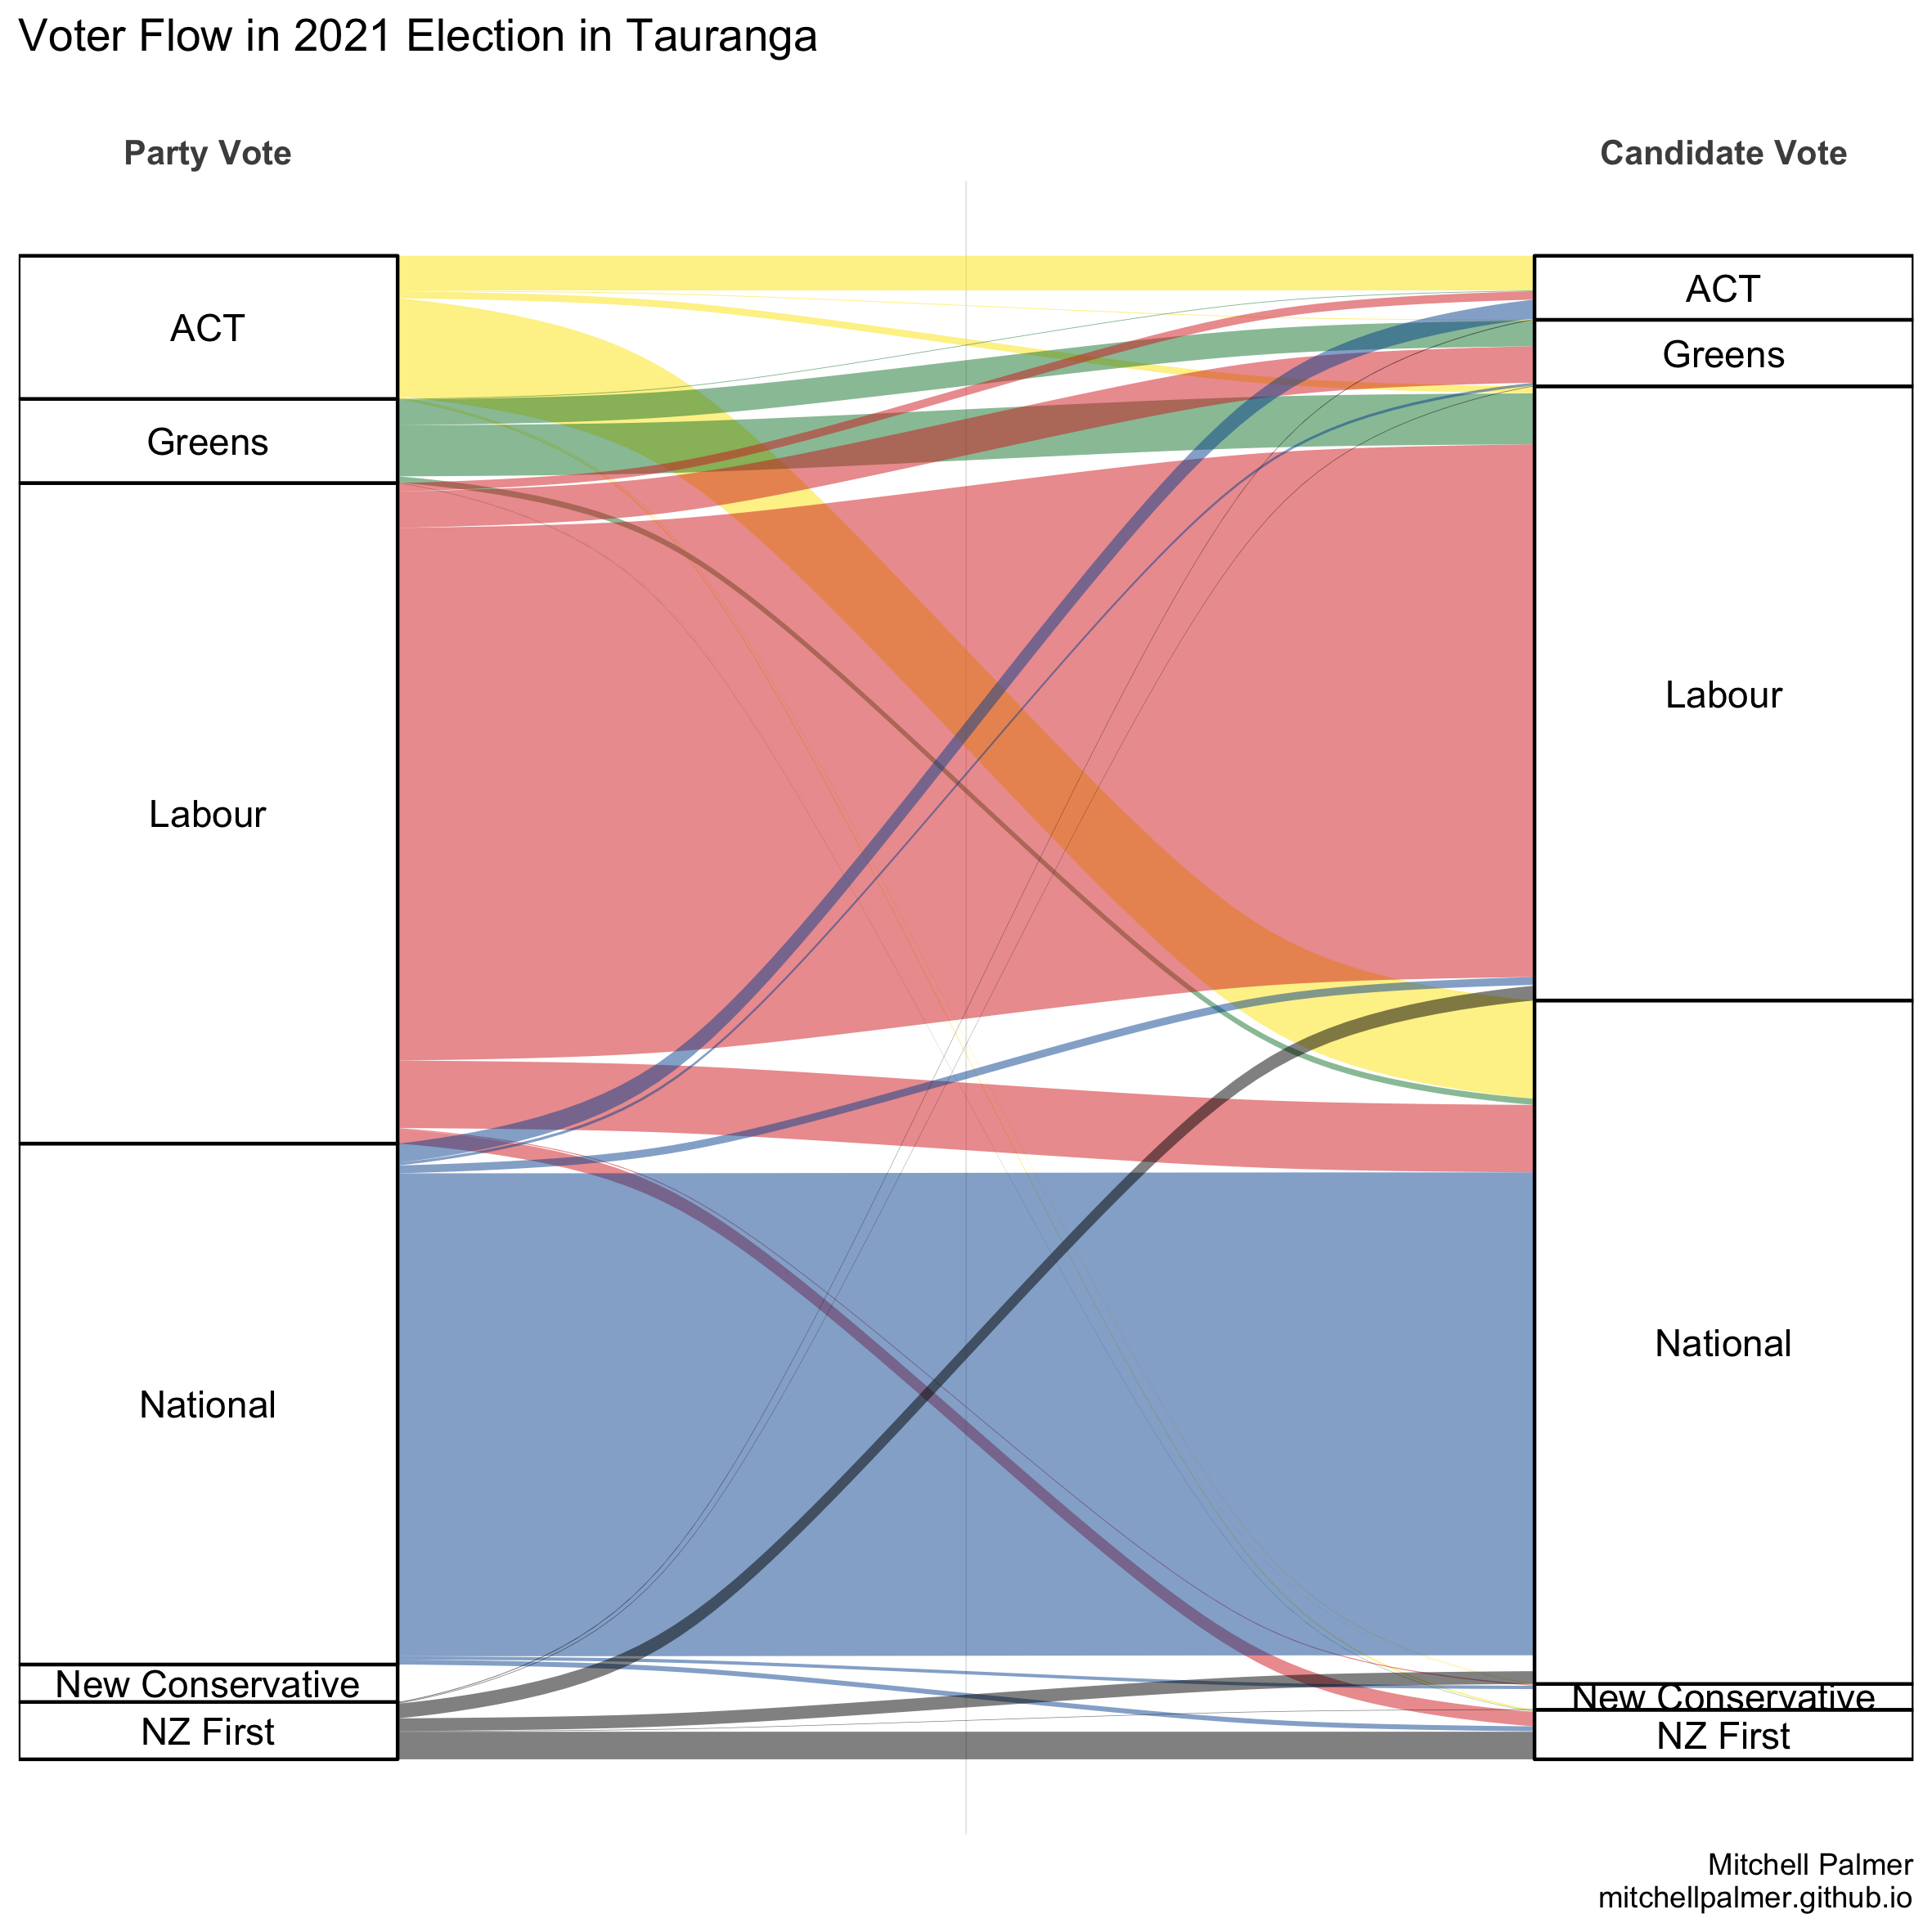 Voter Flow in 2021 Election in Tauranga
Party Vote
Candidate Vote
ACT
Greens
Labour
National
New Conservative
NZ First
ACT
Greens
Labour
National
New Conservative
NZ First
Mitchell Palmer
mitchellpalmer.github.io